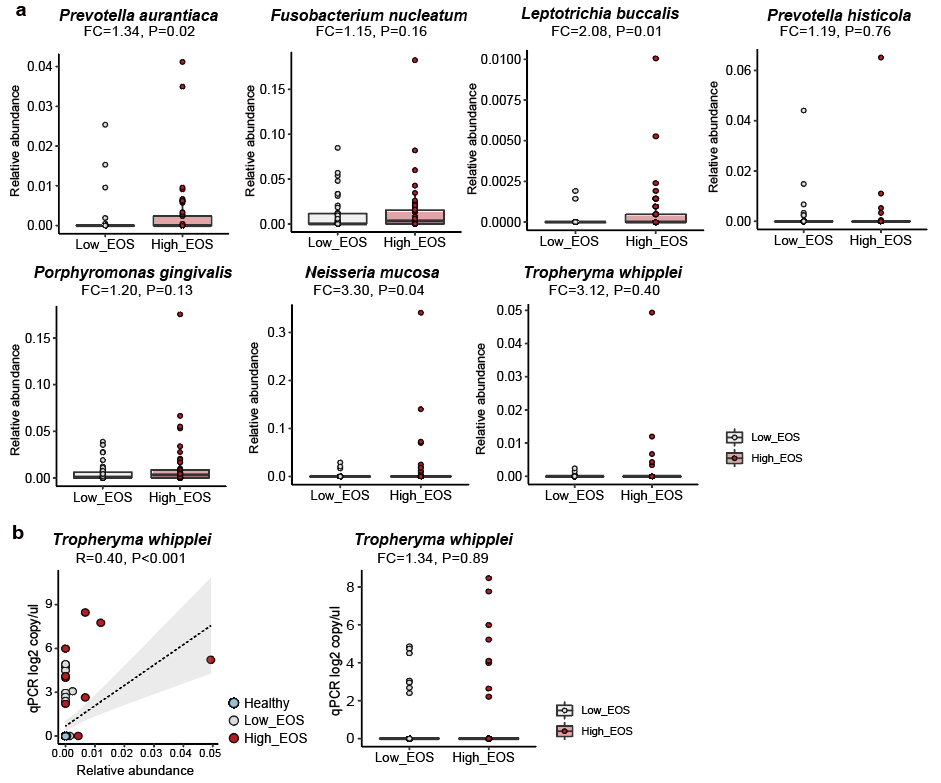 a
Prevotella aurantiaca
FC=1.34, P=0.02
Relative abundance
0.04
0.03
0.02
0.01
0.00
Low_EOS
High_EOS
Fusobacterium nucleatum
FC=1.15, P=0.16
Relative abundance
0.15
0.10
0.05
0.00
Low_EOS
High_EOS
Leptotrichia buccalis
FC=2.08, P=0.01
Relative abundance
0.0100
0.0075
0.0050
0.0025
0.0000
Low_EOS
High_EOS
Prevotella histicola
FC=1.19, P=0.76
Relative abundance
0.06
0.04
0.02
0.00
Low_EOS
High_EOS
Porphyromonas gingivalis
FC=1.20, P=0.13
Relative abundance
0.15
0.10
0.05
0.00
Low_EOS
High_EOS
Neisseria mucosa
FC=3.30, P=0.04
Relative abundance
0.3
0.2
0.1
0.0
Low_EOS
High_EOS
Tropheryma whipplei
FC=3.12, P=0.40
Relative abundance
0.05
0.04
0.03
0.02
0.01
0.00
Low_EOS
High_EOS
Low_EOS
High_EOS
b
Tropheryma whipplei
R=0.40, P<0.001
qPCR log2 copy/ul
9
6
3
0
0.00 0.01 0.02 0.03 0.04 0.05
Relative abundance
Healthy
Low_EOS
High_EOS
Tropheryma whipplei
FC=1.34, P=0.89
qPCR log2 copy/ul
8
6
4
2
0
Low_EOS
High_EOS
Low_EOS
High_EOS